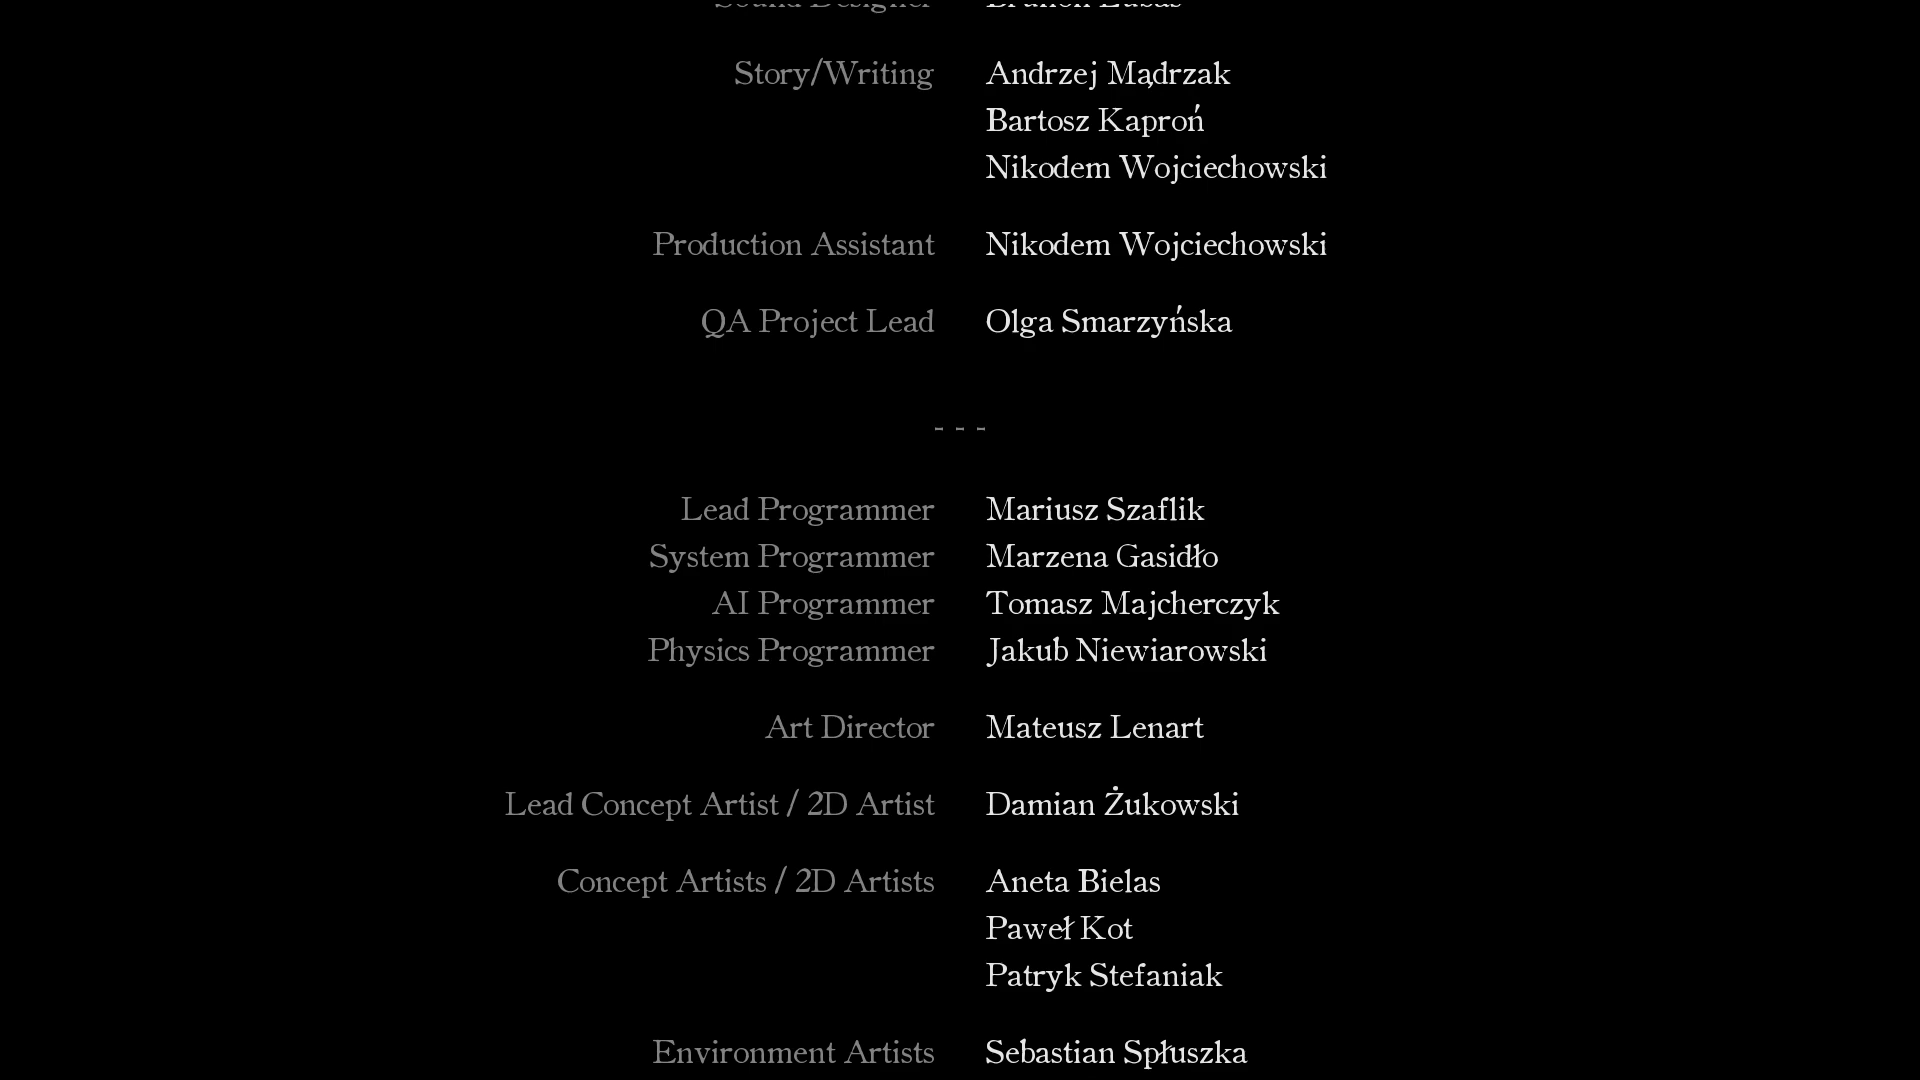 Story/Writing Andrzej Mądrzak
Bartosz Kaproń
Nikodem Wojciechowski
Production Assistant Nikodem Wojciechowski
QA Project Lead Olga Smarzyńska
- - -
Lead Programmer Mariusz Szaflik
System Programmer Marzena Gasidło
AI Programmer Tomasz Majcherczyk
Physics Programmer Jakub Niewiarowski
Art Director Mateusz Lenart
Lead Concept Artist / 2D Artist Damian Żukowski
Concept Artists / 2D Artists Aneta Bielas
Paweł Kot
Patryk Stefaniak
Environment Artists Sebastian Spłuszka